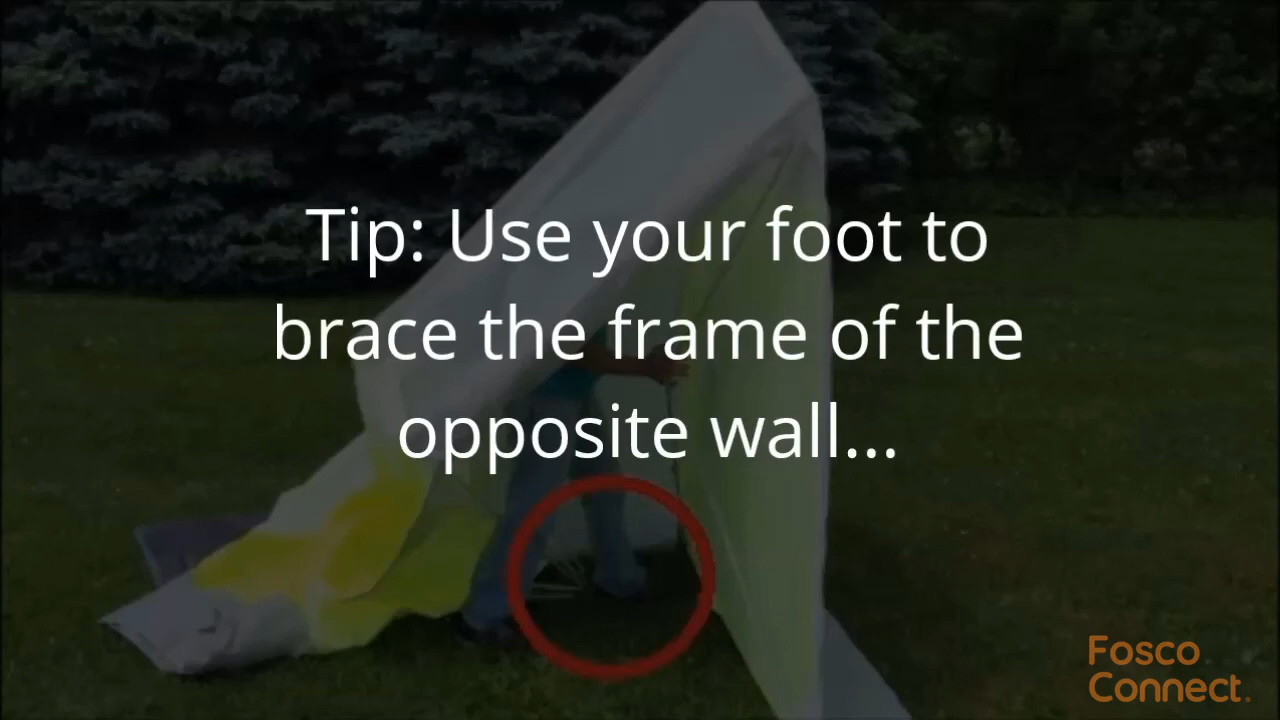 Tip: Use your foot to
brace the frame of the
opposite wall...
Fosco
Connect.